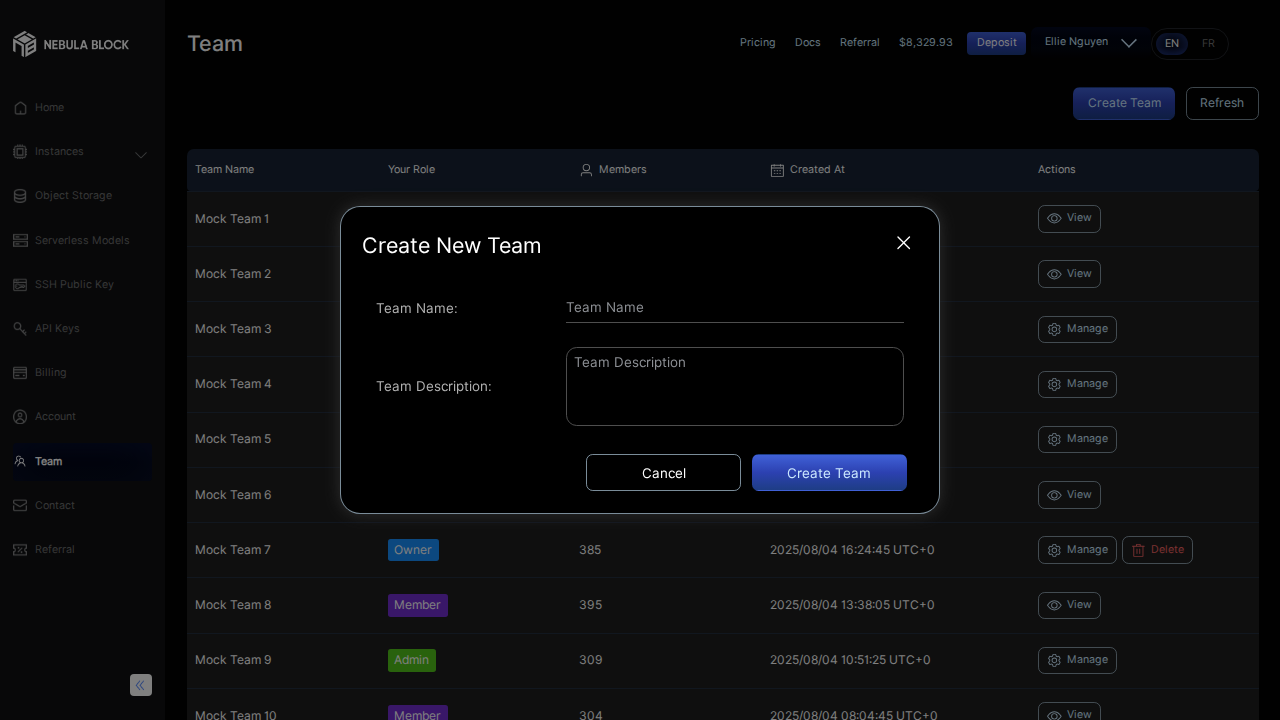 NEBULA BLOCK
Team
Pricing
Docs
Referral
$8,329.93
Deposit
Ellie Nguyen
EN
FR
Home
Instances
Object Storage
Serverless Models
SSH Public Key
API Keys
Billing
Account
Team
Contact
Referral
Create Team
Refresh
Team Name
Your Role
Members
Created At
Actions
Mock Team 1
View
Mock Team 2
View
Mock Team 3
Manage
Mock Team 4
Manage
Mock Team 5
Manage
Mock Team 6
View
Mock Team 7
Owner
385
2025/08/04 16:24:45 UTC+0
Manage
Delete
Mock Team 8
Member
395
2025/08/04 13:38:05 UTC+0
View
Mock Team 9
Admin
309
2025/08/04 10:51:25 UTC+0
Manage
Mock Team 10
Member
304
2025/08/04 08:04:45 UTC+0
View
Create New Team
Team Name:
Team Name
Team Description:
Team Description
Cancel
Create Team